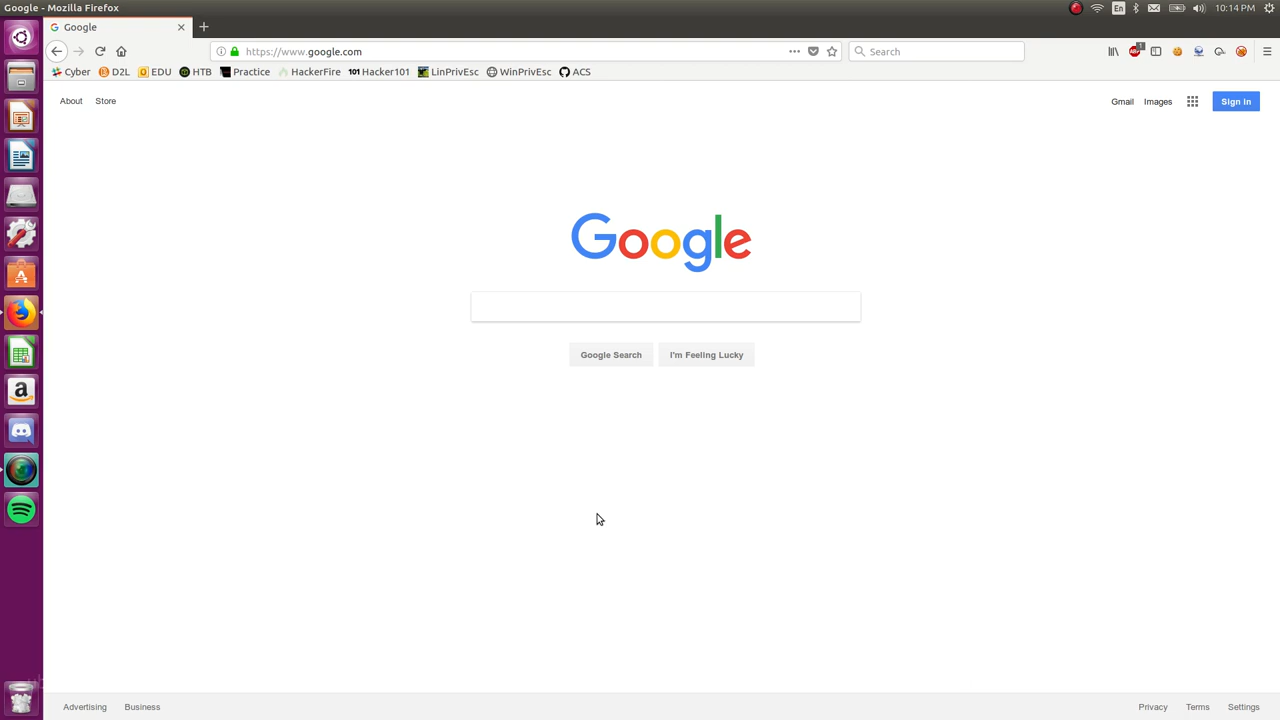 Google - Mozilla Firefox
En
10:14 PM
Google
https://www.google.com
Search
1
Cyber D2L EDU HTB Practice HackerFire 101 Hacker101 LinPrivEsc WinPrivEsc ACS
About Store
Gmail Images Sign in
Google
Google Search I'm Feeling Lucky
Advertising Business
Privacy Terms Settings